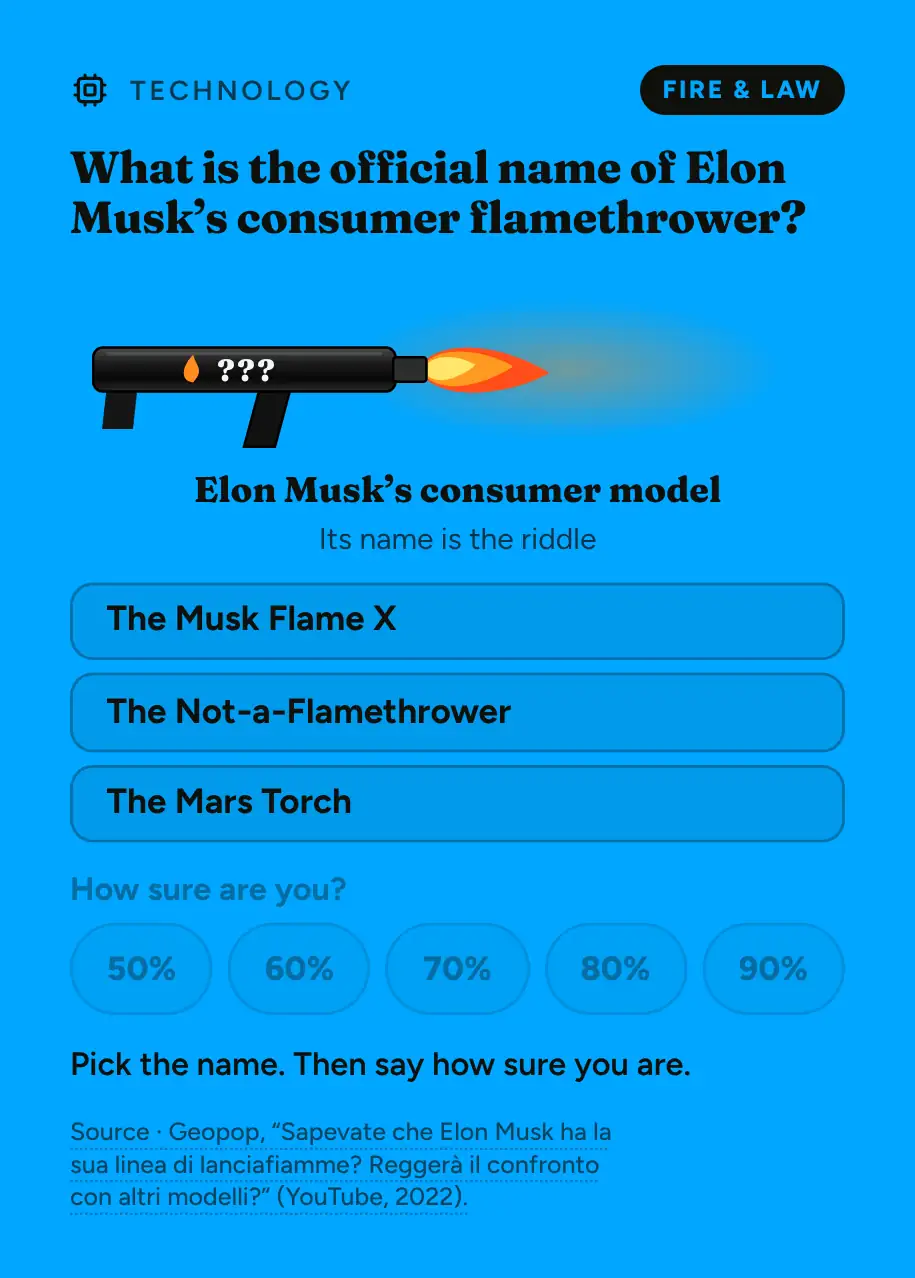 TECHNOLOGY
FIRE & LAW
What is the official name of Elon
Musk’s consumer flamethrower?
???
Elon Musk’s consumer model
Its name is the riddle
The Musk Flame X
The Not-a-Flamethrower
The Mars Torch
How sure are you?
50% 60% 70% 80% 90%
Pick the name. Then say how sure you are.
Source · Geopop, “Sapevate che Elon Musk ha la
sua linea di lanciafiamme? Reggerà il confronto
con altri modelli?” (YouTube, 2022).